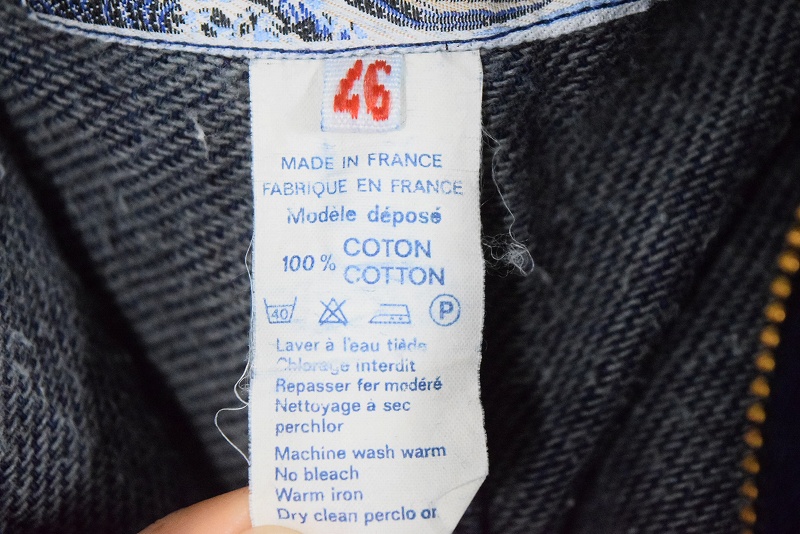 46
MADE IN FRANCE
FABRIQUE EN FRANCE
Modèle déposé
100 % COTON
COTTON
40
P
Laver à l'eau tiède
Chlorage interdit
Repasser fer modéré
Nettoyage à sec
perchlor
Machine wash warm
No bleach
Warm iron
Dry clean perclo or